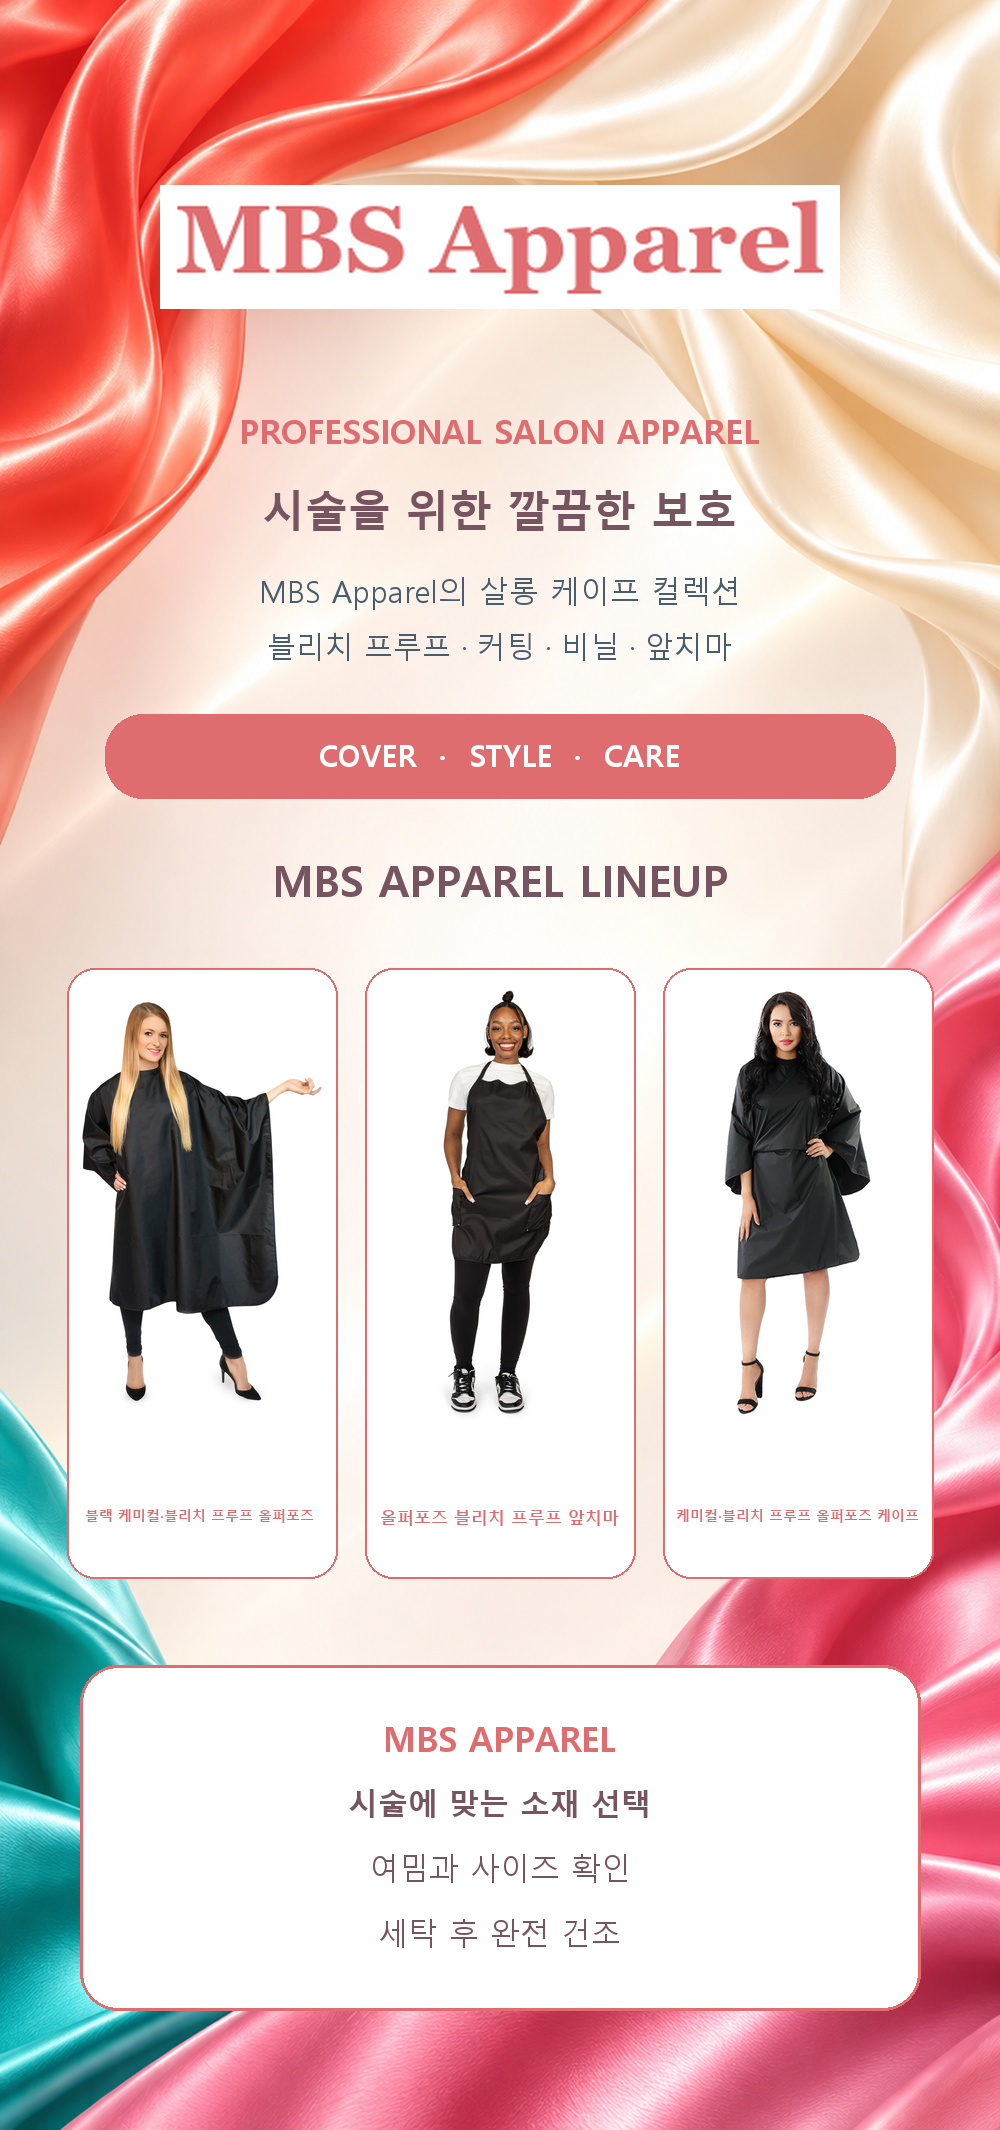 MBS Apparel
PROFESSIONAL SALON APPAREL
시술을 위한 깔끔한 보호
MBS Apparel의 살롱 케이프 컬렉션
블리치 프루프 · 커팅 · 비닐 · 앞치마
COVER · STYLE · CARE
MBS APPAREL LINEUP
블랙 케미컬·블리치 프루프 올퍼포즈
올퍼포즈 블리치 프루프 앞치마
케미컬·블리치 프루프 올퍼포즈 케이프
MBS APPAREL
시술에 맞는 소재 선택
여밈과 사이즈 확인
세탁 후 완전 건조